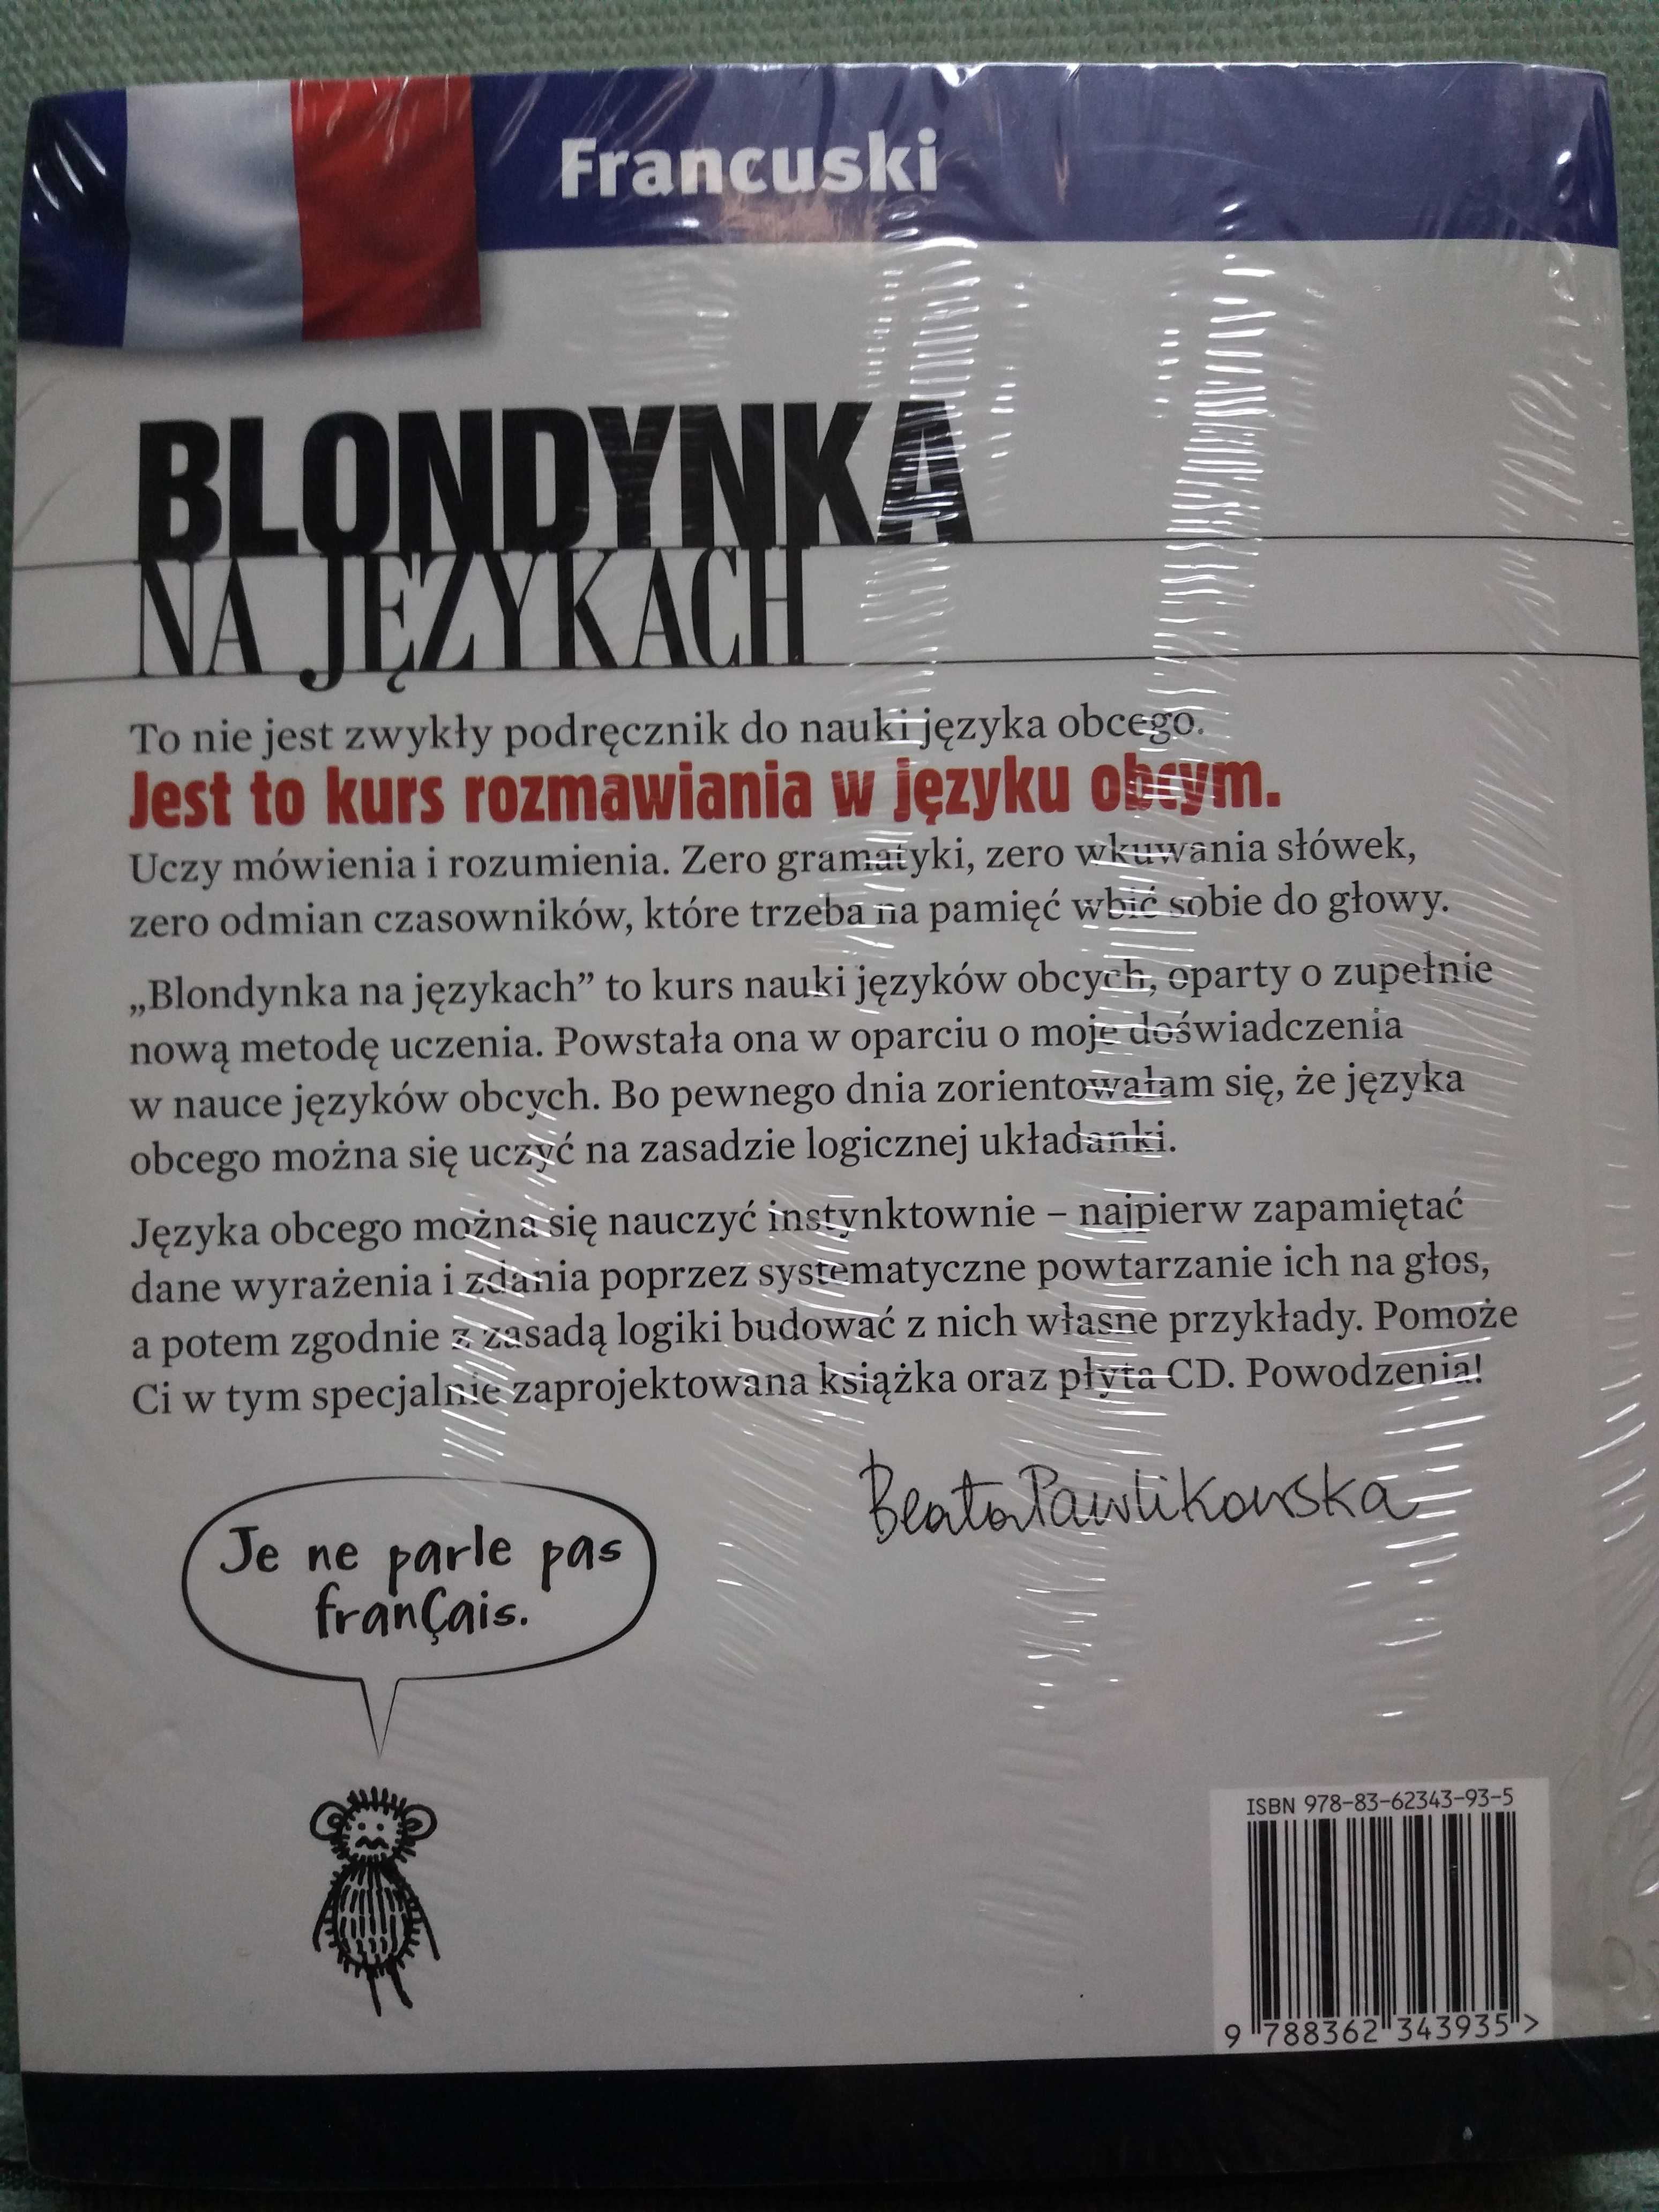 Francuski
BLONDYNKA
NA JĘZYKACH
To nie jest zwykły podręcznik do nauki języka obcego.
Jest to kurs rozmawiania w języku obcym.
Uczy mówienia i rozumienia. Zero gramatyki, zero wkuwania słówek,
zero odmian czasowników, które trzeba na pamięć wbić sobie do głowy.
„Blondynka na językach” to kurs nauki języków obcych, oparty o zupełnie
nową metodę uczenia. Powstała ona w oparciu o moje doświadczenia
w nauce języków obcych. Bo pewnego dnia zorientowałam się, że języka
obcego można się uczyć na zasadzie logicznej układanki.
Języka obcego można się nauczyć instynktownie – najpierw zapamiętać
dane wyrażenia i zdania poprzez systematyczne powtarzanie ich na głos,
a potem zgodnie z zasadą logiki budować z nich własne przykłady. Pomoże
Ci w tym specjalnie zaprojektowana książka oraz płyta CD. Powodzenia!
Beata Pawlikowska
Je ne parle pas
français.
ISBN 978-83-62343-93-5
9 788362 343935 >